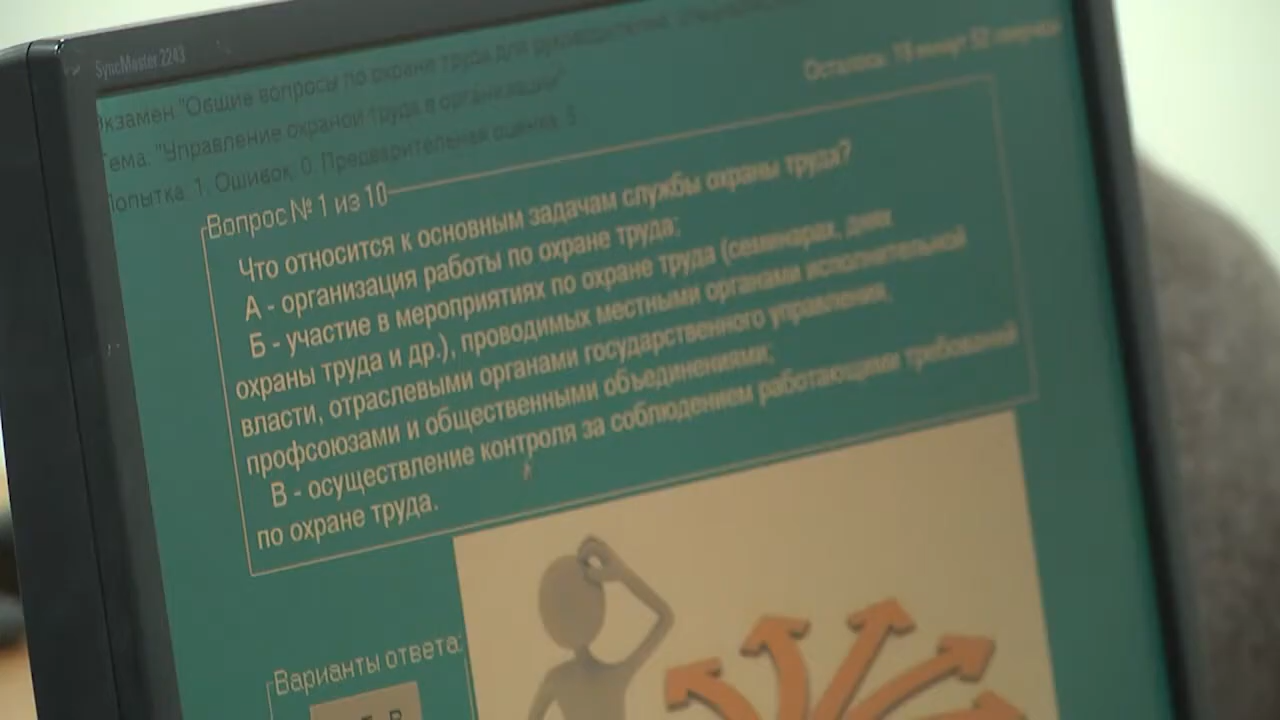 SyncMaster 2243
Экзамен "Общие вопросы по охране труда для руководителей
Тема: "Управление охраной труда в организации"
Попытка: 1, Ошибок: 0, Предварительная оценка: 5
Осталось:
Вопрос № 1 из 10
Что относится к основным задачам службы охраны труда?
А - организация работы по охране труда;
Б - участие в мероприятиях по охране труда (семинарах, днях
охраны труда и др.), проводимых местными органами исполнительной
власти, отраслевыми органами государственного управления,
профсоюзами и общественными объединениями;
В - осуществление контроля за соблюдением работающими требований
по охране труда.
Варианты ответа: